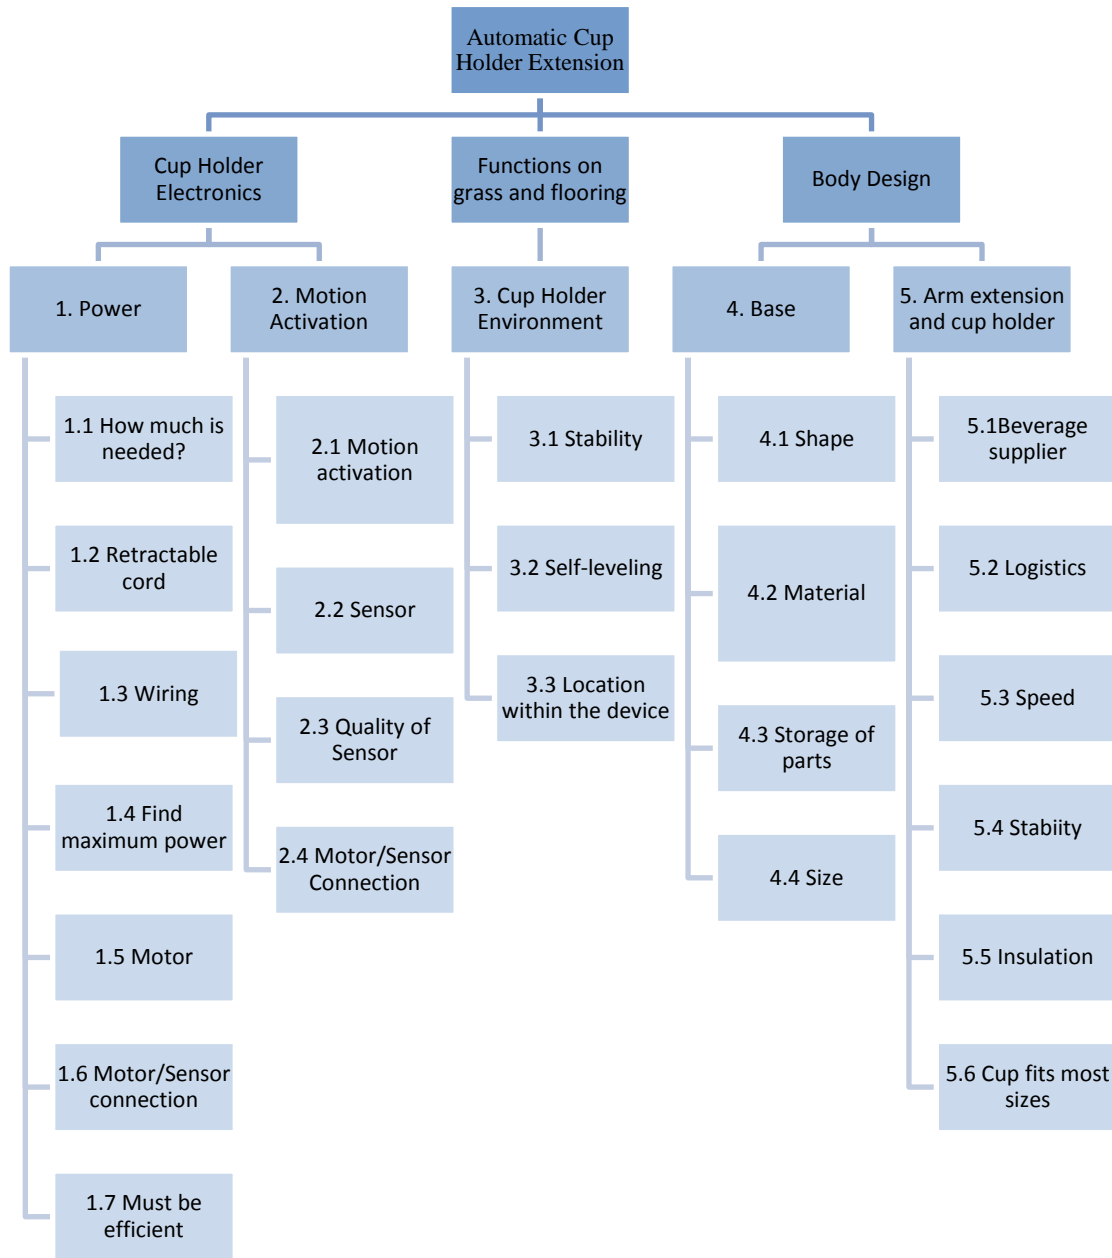 Automatic Cup
Holder Extension
Cup Holder
Electronics
Functions on
grass and flooring
Body Design
1. Power
2. Motion
Activation
3. Cup Holder
Environment
4. Base
5. Arm extension
and cup holder
1.1 How much is
needed?
1.2 Retractable
cord
1.3 Wiring
1.4 Find
maximum power
1.5 Motor
1.6 Motor/Sensor
connection
1.7 Must be
efficient
2.1 Motion
activation
2.2 Sensor
2.3 Quality of
Sensor
2.4 Motor/Sensor
Connection
3.1 Stability
3.2 Self-leveling
3.3 Location
within the device
4.1 Shape
4.2 Material
4.3 Storage of
parts
4.4 Size
5.1Beverage
supplier
5.2 Logistics
5.3 Speed
5.4 Stabiity
5.5 Insulation
5.6 Cup fits most
sizes